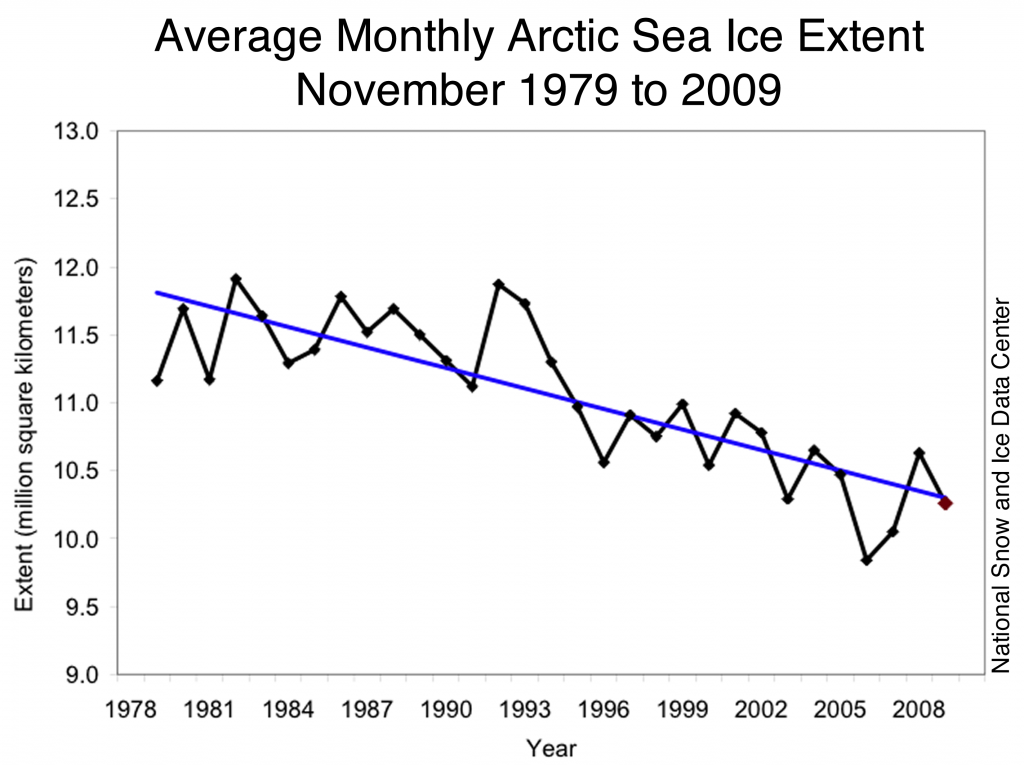 Average Monthly Arctic Sea Ice Extent
November 1979 to 2009
13.0
12.5
12.0
11.5
11.0
10.5
10.0
9.5
9.0
Extent (million square kilometers)
1978 1981 1984 1987 1990 1993 1996 1999 2002 2005 2008
Year
National Snow and Ice Data Center